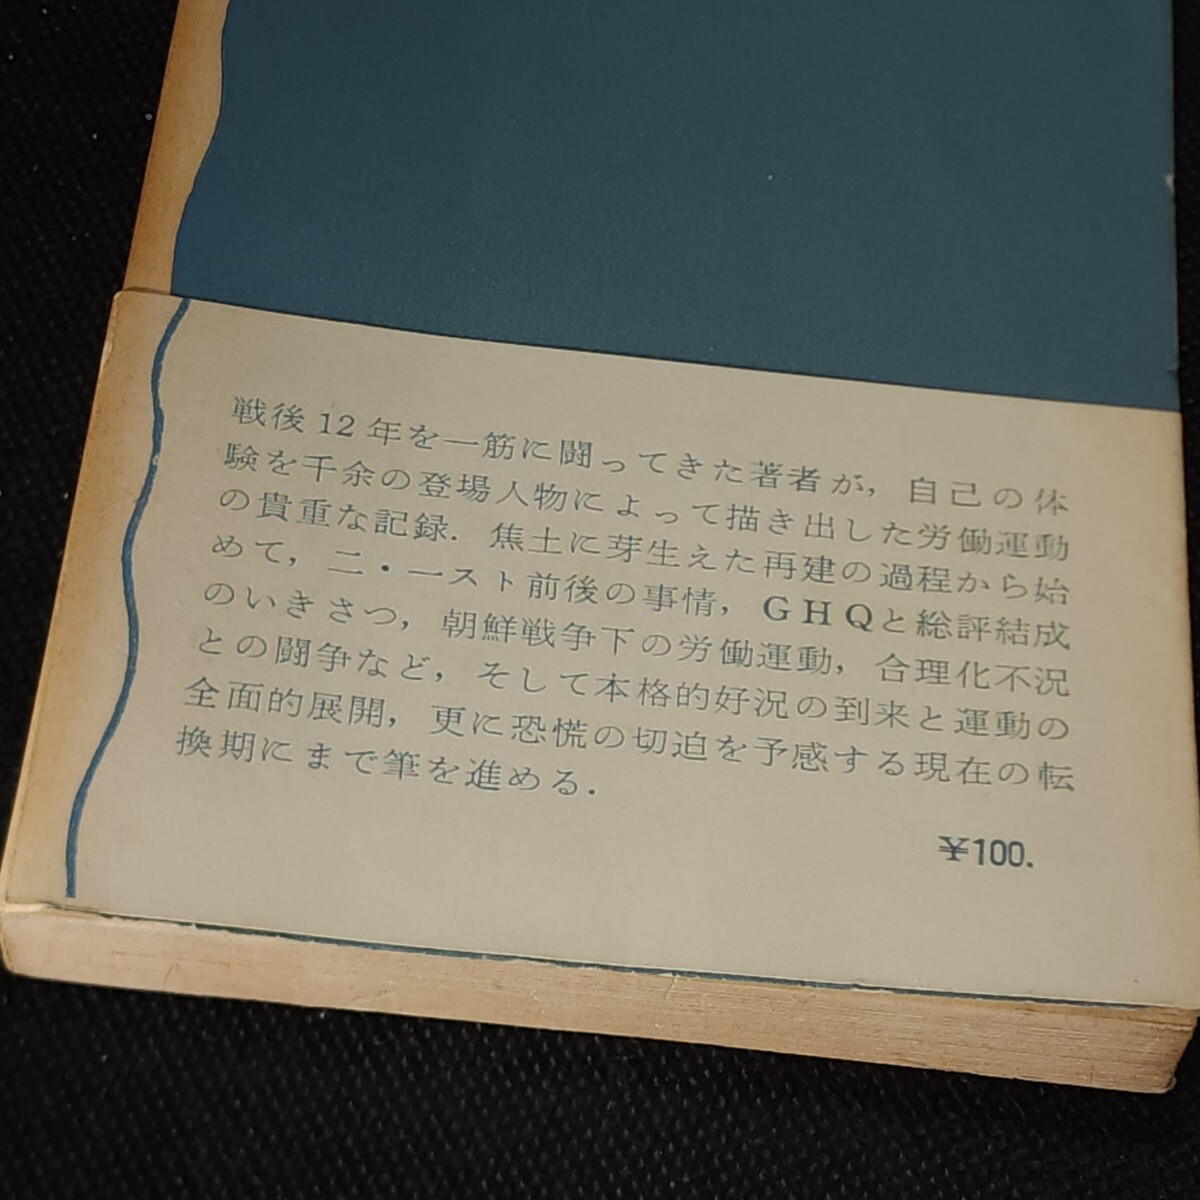 戦後12年を一筋に闘ってきた著者が，自己の体
験を千余の登場人物によって描き出した労働運動
の貴重な記録．焦土に芽生えた再建の過程から始
めて，二・一スト前後の事情，GHQと総評結成
のいきさつ，朝鮮戦争下の労働運動，合理化不況
との闘争など，そして本格的好況の到来と運動の
全面的展開，更に恐慌の切迫を予感する現在の転
換期にまで筆を進める．
¥100.